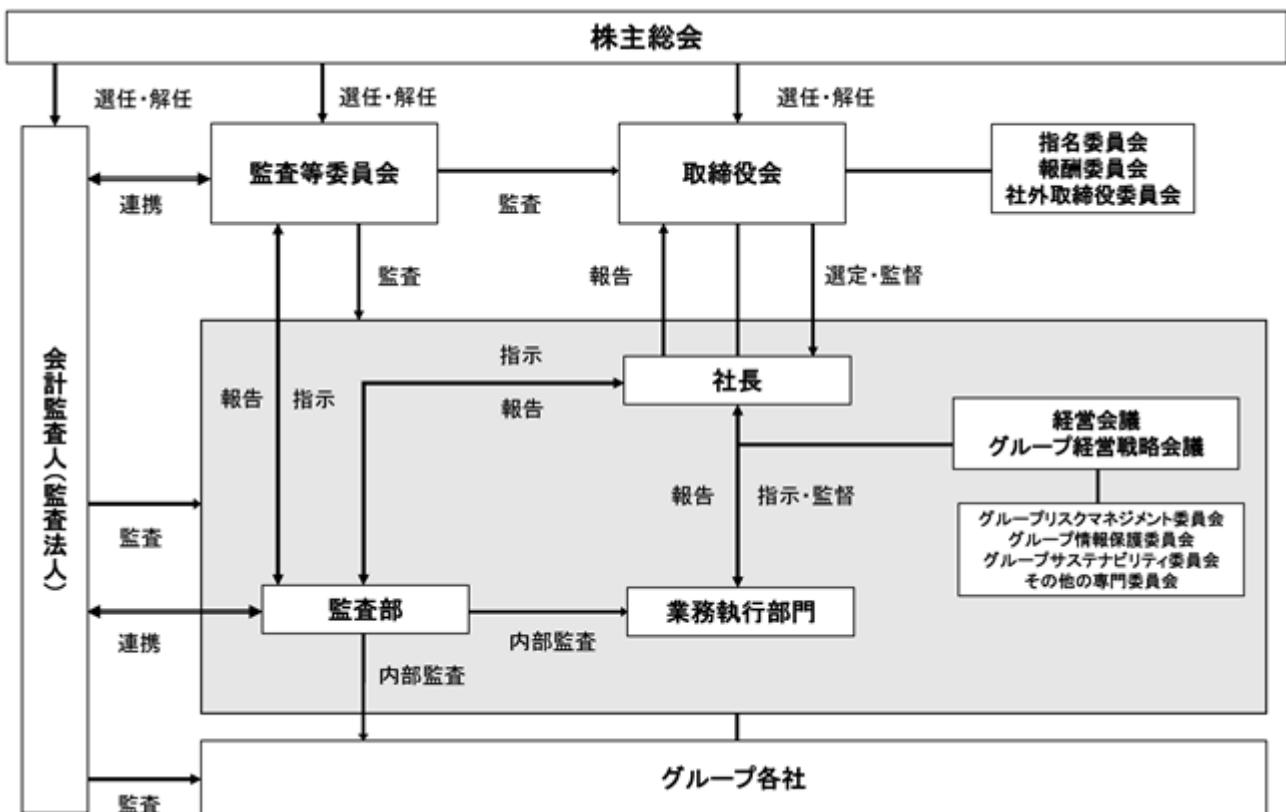 株主総会
選任・解任
選任・解任
選任・解任
監査等委員会
取締役会
指名委員会
報酬委員会
社外取締役委員会
連携
監査
監査
報告
選定・監督
会計監査人(監査法人)
指示
社長
報告
指示
報告
経営会議
グループ経営戦略会議
報告
指示・監督
監査
グループリスクマネジメント委員会
グループ情報保護委員会
グループサステナビリティ委員会
その他の専門委員会
監査部
業務執行部門
連携
内部監査
内部監査
グループ各社
監査